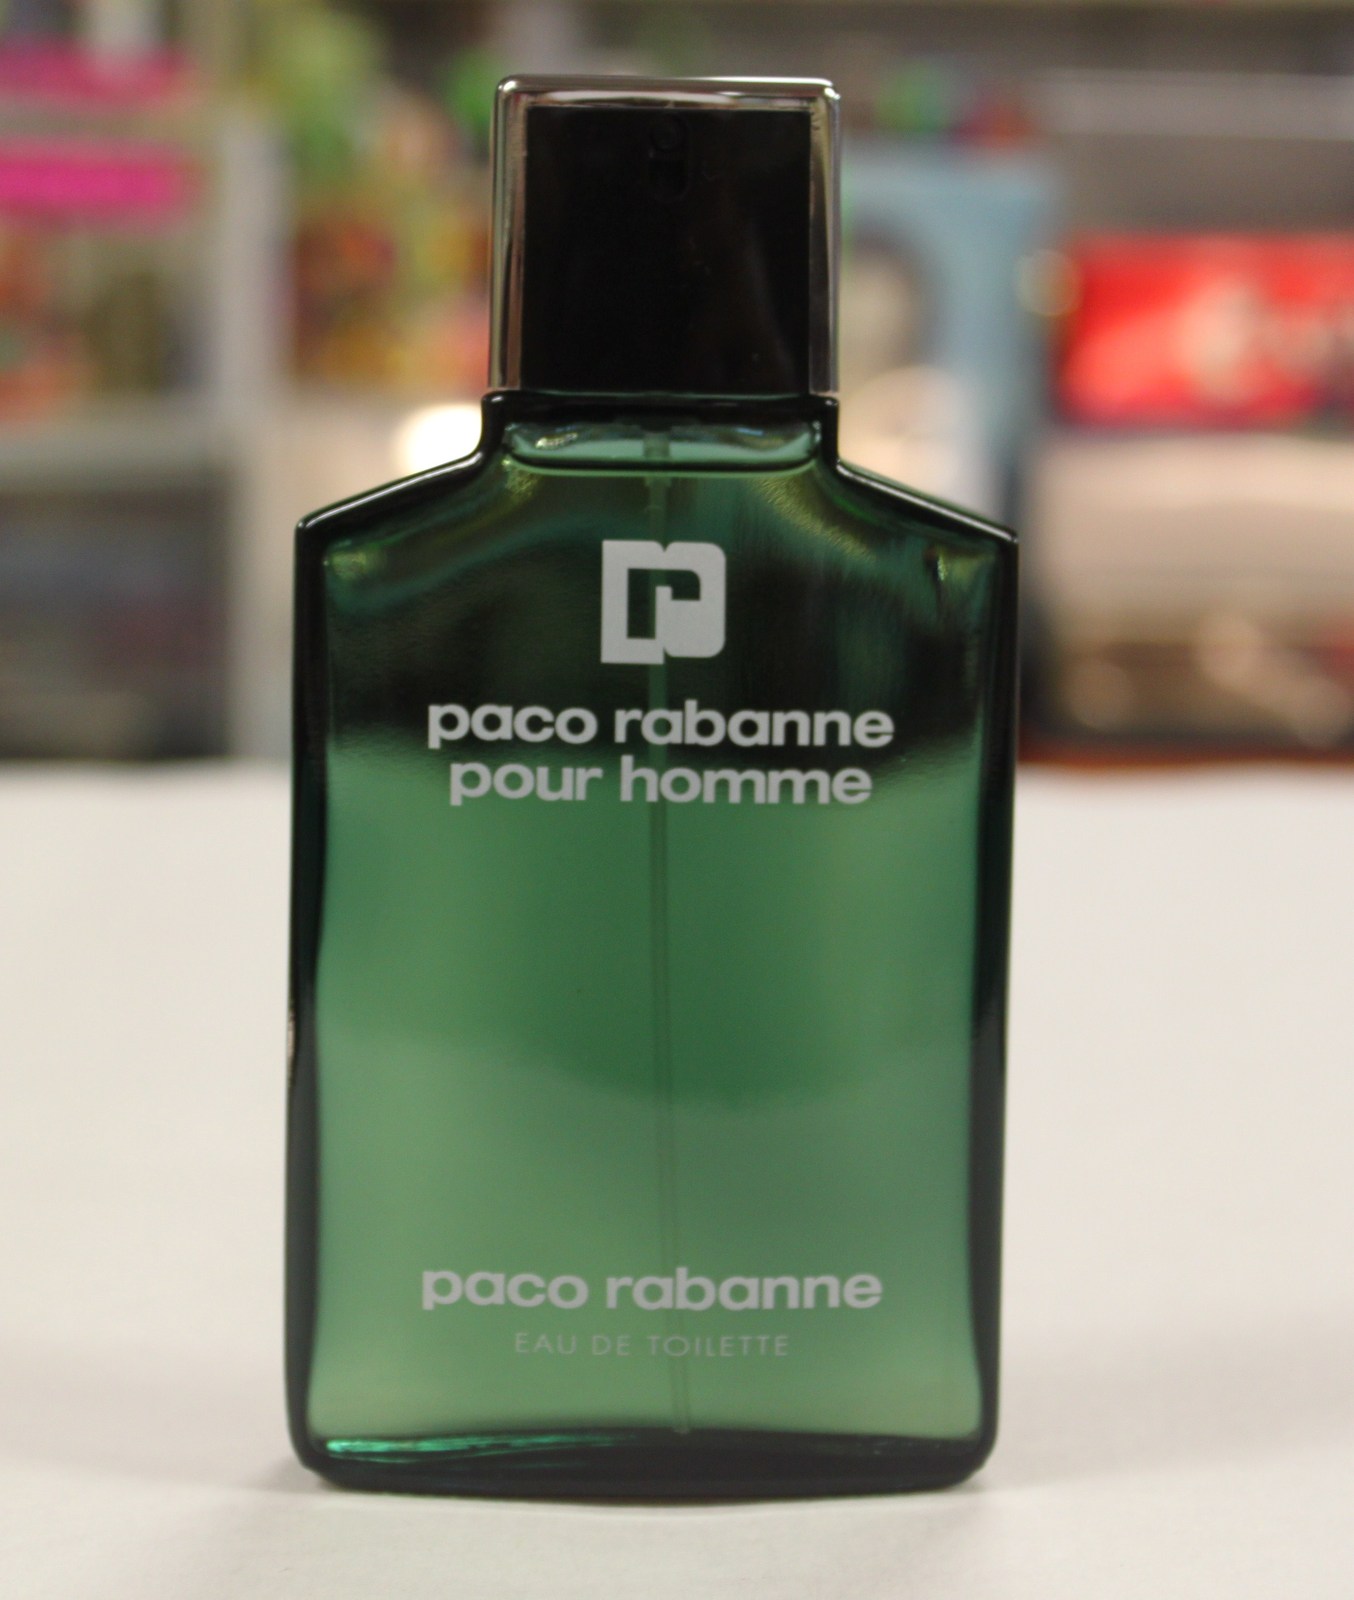 paco rabanne
pour homme
paco rabanne
EAU DE TOILETTE